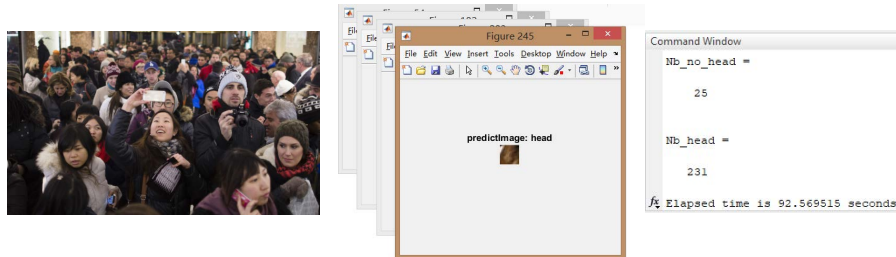 Figure 245
File Edit View Insert Tools Desktop Window Help
predictImage: head
Command Window
Nb_no_head =
25
Nb_head =
231
fx Elapsed time is 92.569515 seconds